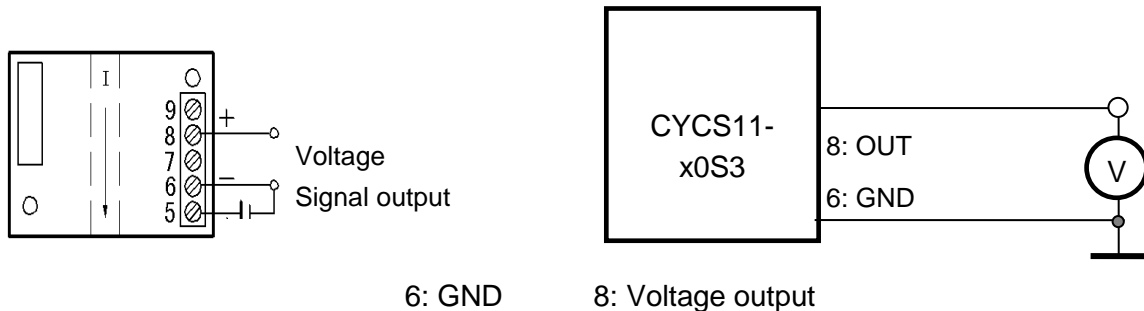 I
9
8
7
6
5
+
−
Voltage
Signal output
CYCS11-
x0S3
8: OUT
6: GND
V
6: GND
8: Voltage output